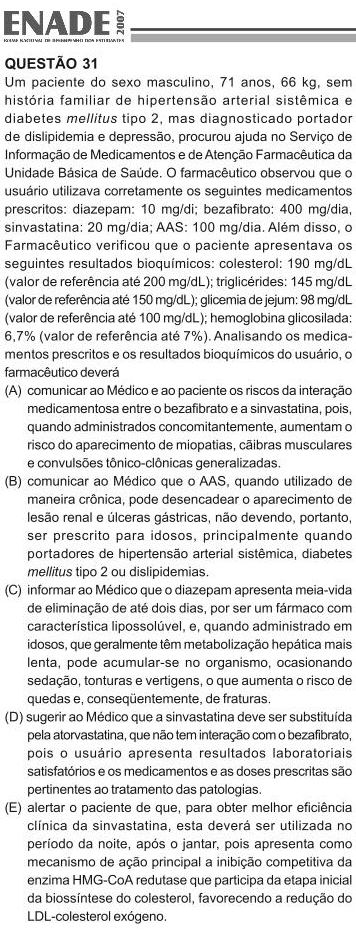 ENADE 2007
EXAME NACIONAL DE DESEMPENHO DOS ESTUDANTES
QUESTÃO 31
Um paciente do sexo masculino, 71 anos, 66 kg, sem
história familiar de hipertensão arterial sistêmica e
diabetes mellitus tipo 2, mas diagnosticado portador
de dislipidemia e depressão, procurou ajuda no Serviço de
Informação de Medicamentos e de Atenção Farmacêutica da
Unidade Básica de Saúde. O farmacêutico observou que o
usuário utilizava corretamente os seguintes medicamentos
prescritos: diazepam: 10 mg/di; bezafibrato: 400 mg/dia,
sinvastatina: 20 mg/dia; AAS: 100 mg/dia. Além disso, o
Farmacêutico verificou que o paciente apresentava os
seguintes resultados bioquímicos: colesterol: 190 mg/dL
(valor de referência até 200 mg/dL); triglicérides: 145 mg/dL
(valor de referência até 150 mg/dL); glicemia de jejum: 98 mg/dL
(valor de referência até 100 mg/dL); hemoglobina glicosilada:
6,7% (valor de referência até 7%). Analisando os medica-
mentos prescritos e os resultados bioquímicos do usuário, o
farmacêutico deverá
(A) comunicar ao Médico e ao paciente os riscos da interação
medicamentosa entre o bezafibrato e a sinvastatina, pois,
quando administrados concomitantemente, aumentam o
risco do aparecimento de miopatias, cãibras musculares
e convulsões tônico-clônicas generalizadas.
(B) comunicar ao Médico que o AAS, quando utilizado de
maneira crônica, pode desencadear o aparecimento de
lesão renal e úlceras gástricas, não devendo, portanto,
ser prescrito para idosos, principalmente quando
portadores de hipertensão arterial sistêmica, diabetes
mellitus tipo 2 ou dislipidemias.
(C) informar ao Médico que o diazepam apresenta meia-vida
de eliminação de até dois dias, por ser um fármaco com
característica lipossolúvel, e, quando administrado em
idosos, que geralmente têm metabolização hepática mais
lenta, pode acumular-se no organismo, ocasionando
sedação, tonturas e vertigens, o que aumenta o risco de
quedas e, conseqüentemente, de fraturas.
(D) sugerir ao Médico que a sinvastatina deve ser substituída
pela atorvastatina, que não tem interação com o bezafibrato,
pois o usuário apresenta resultados laboratoriais
satisfatórios e os medicamentos e as doses prescritas são
pertinentes ao tratamento das patologias.
(E) alertar o paciente de que, para obter melhor eficiência
clínica da sinvastatina, esta deverá ser utilizada no
período da noite, após o jantar, pois apresenta como
mecanismo de ação principal a inibição competitiva da
enzima HMG-CoA redutase que participa da etapa inicial
da biossíntese do colesterol, favorecendo a redução do
LDL-colesterol exógeno.